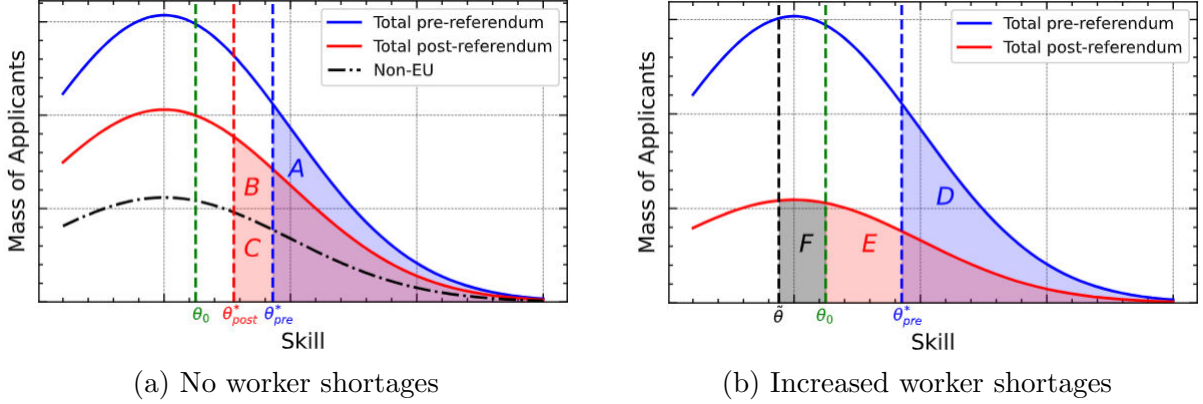 Mass of Applicants
Total pre-referendum
Total post-referendum
Non-EU
A
B
C
θ₀
θ*post
θ*pre
Skill
(a) No worker shortages
Mass of Applicants
Total pre-referendum
Total post-referendum
D
E
F
θ̃
θ₀
θ*pre
Skill
(b) Increased worker shortages